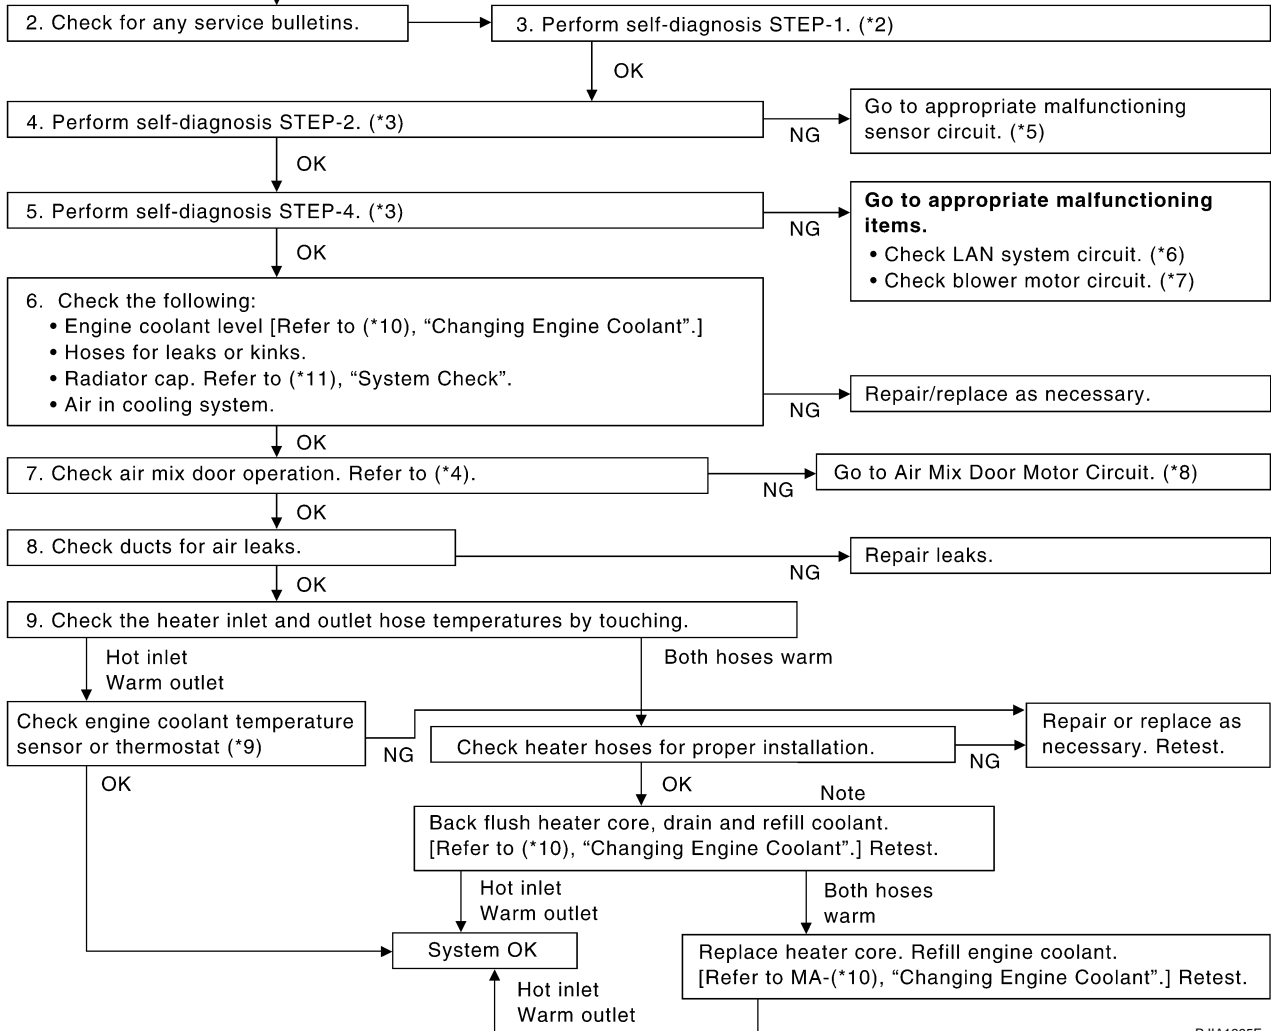 2. Check for any service bulletins.
3. Perform self-diagnosis STEP-1. (*2)
OK
4. Perform self-diagnosis STEP-2. (*3)
NG
Go to appropriate malfunctioning
sensor circuit. (*5)
OK
5. Perform self-diagnosis STEP-4. (*3)
NG
Go to appropriate malfunctioning
items.
• Check LAN system circuit. (*6)
• Check blower motor circuit. (*7)
OK
6. Check the following:
• Engine coolant level [Refer to (*10), “Changing Engine Coolant”.]
• Hoses for leaks or kinks.
• Radiator cap. Refer to (*11), “System Check”.
• Air in cooling system.
NG
Repair/replace as necessary.
OK
7. Check air mix door operation. Refer to (*4).
NG
Go to Air Mix Door Motor Circuit. (*8)
OK
8. Check ducts for air leaks.
NG
Repair leaks.
OK
9. Check the heater inlet and outlet hose temperatures by touching.
Hot inlet
Warm outlet
Both hoses warm
Check engine coolant temperature
sensor or thermostat (*9)
NG
Check heater hoses for proper installation.
NG
Repair or replace as
necessary. Retest.
OK
OK
Note
Back flush heater core, drain and refill coolant.
[Refer to (*10), “Changing Engine Coolant”.] Retest.
Hot inlet
Warm outlet
Both hoses
warm
System OK
Replace heater core. Refill engine coolant.
[Refer to MA-(*10), “Changing Engine Coolant”.] Retest.
Hot inlet
Warm outlet